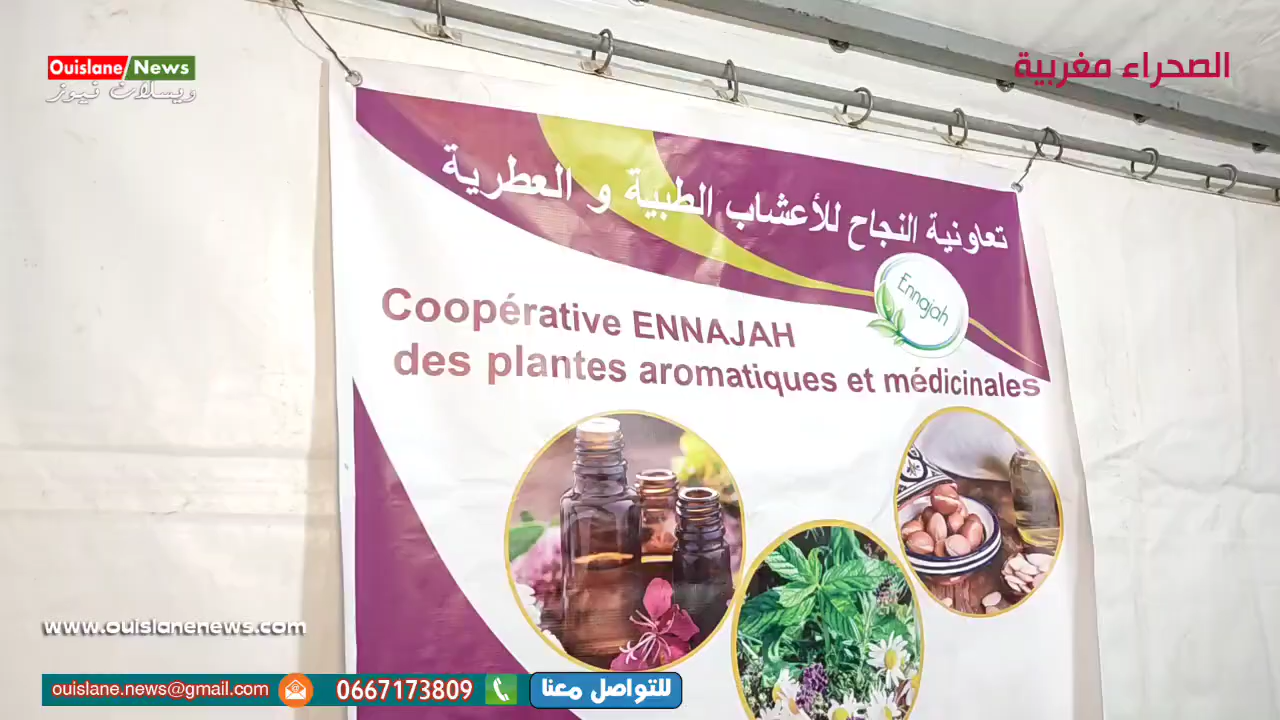 Ouislane/News
ويسلان نيوز
الصحراء مغربية
تعاونية النجاح للأعشاب الطبية و العطرية
Ennajah
Coopérative ENNAJAH
des plantes aromatiques et médicinales
www.ouislanenews.com
ouislane.news@gmail.com
0667173809
للتواصل معنا